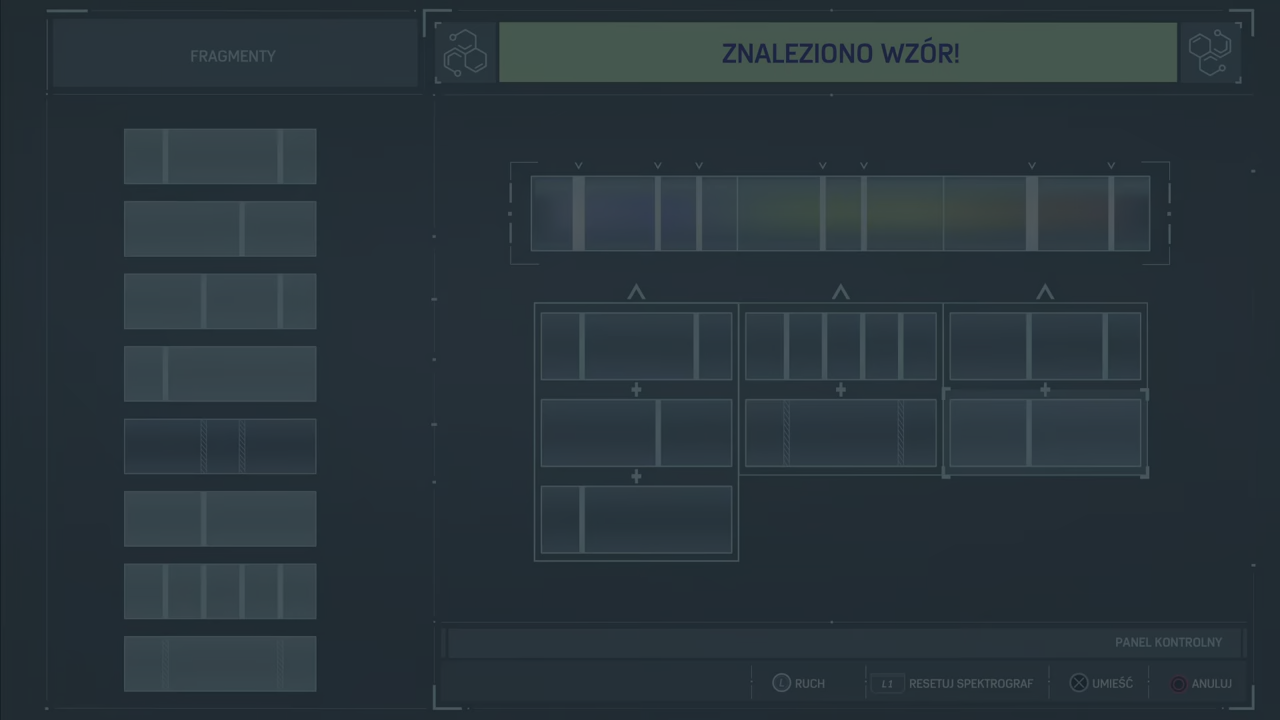 FRAGMENTY
ZNALEZIONO WZÓR!
PANEL KONTROLNY
L RUCH
L1 RESETUJ SPEKTROGRAF
UMIEŚĆ
ANULUJ